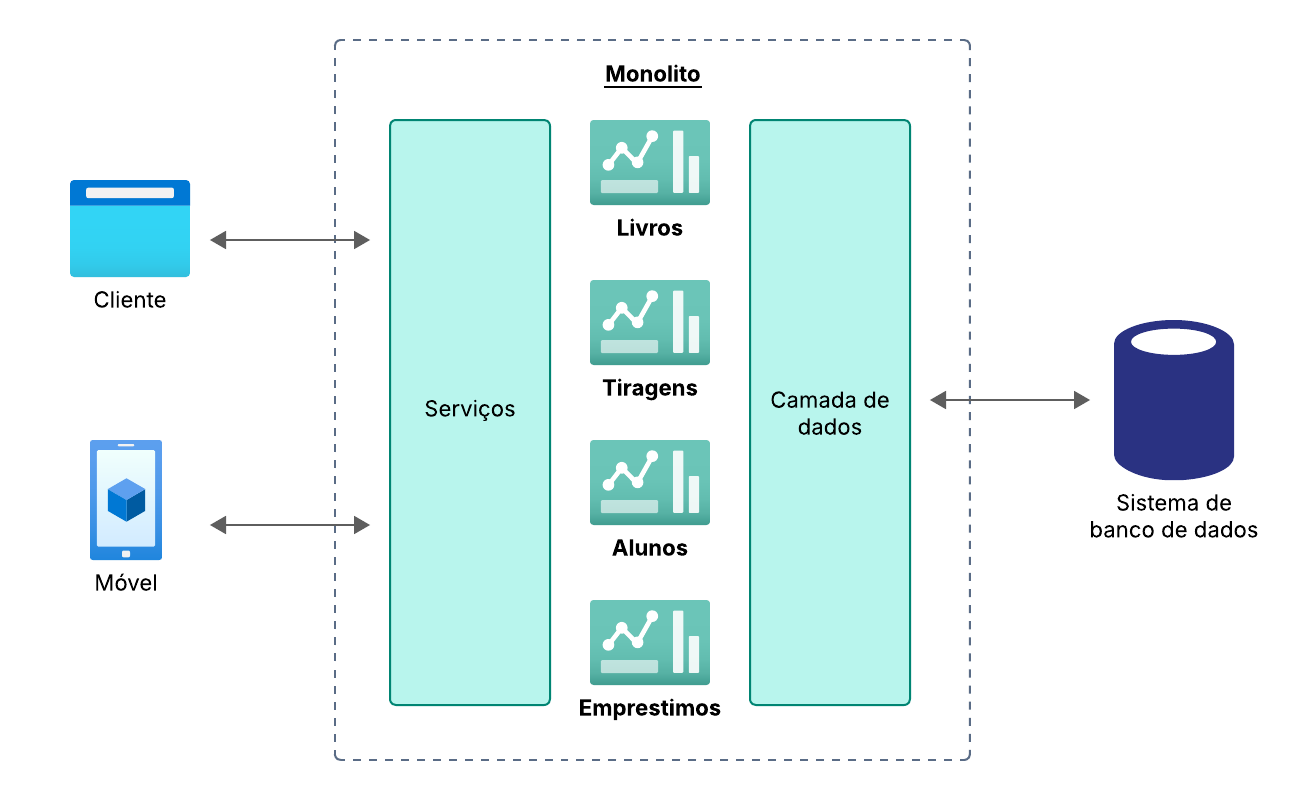 Monolito
Livros
Cliente
Tiragens
Serviços
Camada de
dados
Sistema de
banco de dados
Alunos
Móvel
Emprestimos